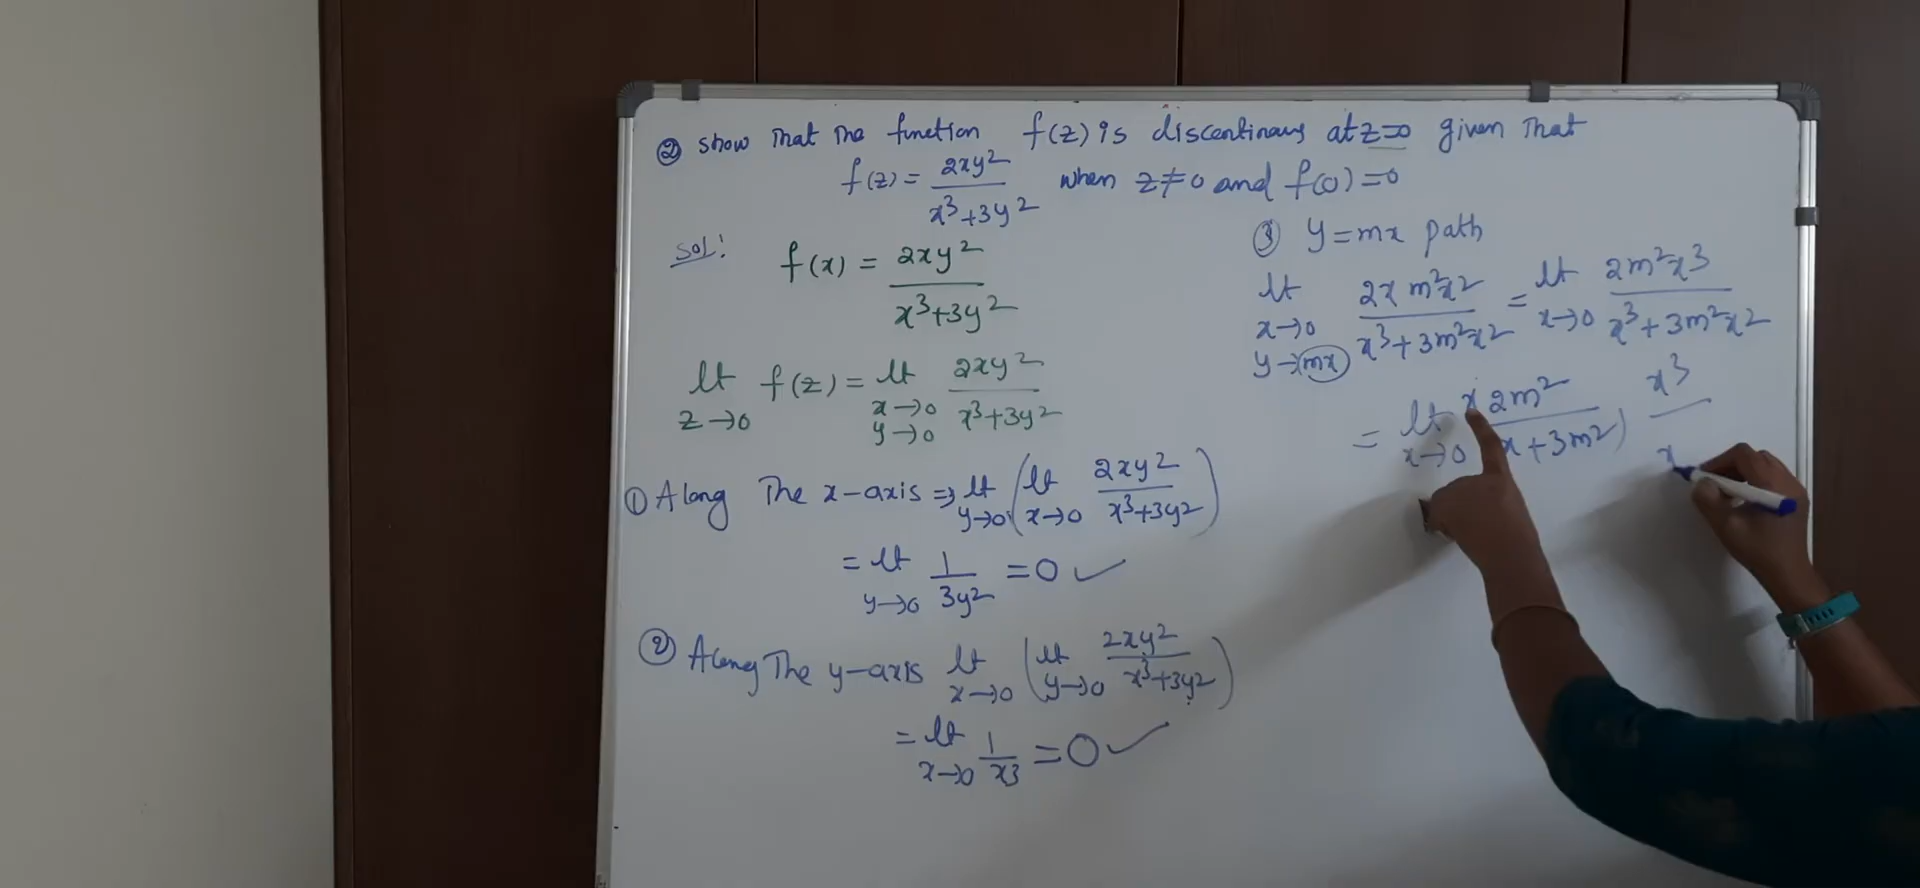 ② Show That the function f(z) is discontinous at z=0 given that
f(z) = 2xy² / x³+3y² when z≠0 and f(0)=0
Sol:
f(x) = 2xy² / x³+3y²
lt z→0 f(z) = lt x→0 y→0 2xy² / x³+3y²
① Along The x-axis ⇒ lt y→0 (lt x→0 2xy² / x³+3y²)
= lt y→0 1 / 3y² = 0 ✓
② Along The y-axis lt x→0 (lt y→0 2xy² / x³+3y²)
= lt x→0 1 / x3 = 0 ✓
③ y=mx path
lt x→0 y→mx 2x m²x² / x³+3m²x² = lt x→0 2m²x3 / x³+3m²x²
= lt x→0 x 2m² / x+3m²) x³ / x